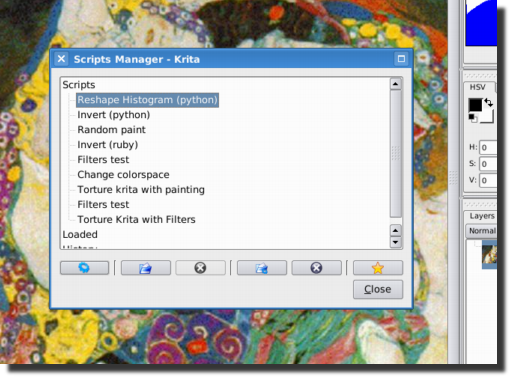 Scripts Manager - Krita
Scripts
Reshape Histogram (python)
Invert (python)
Random paint
Invert (ruby)
Filters test
Change colorspace
Torture krita with painting
Filters test
Torture Krita with Filters
Loaded
History
Close
HSV
H: 0
S: 0
V: 0
Layers
Normal